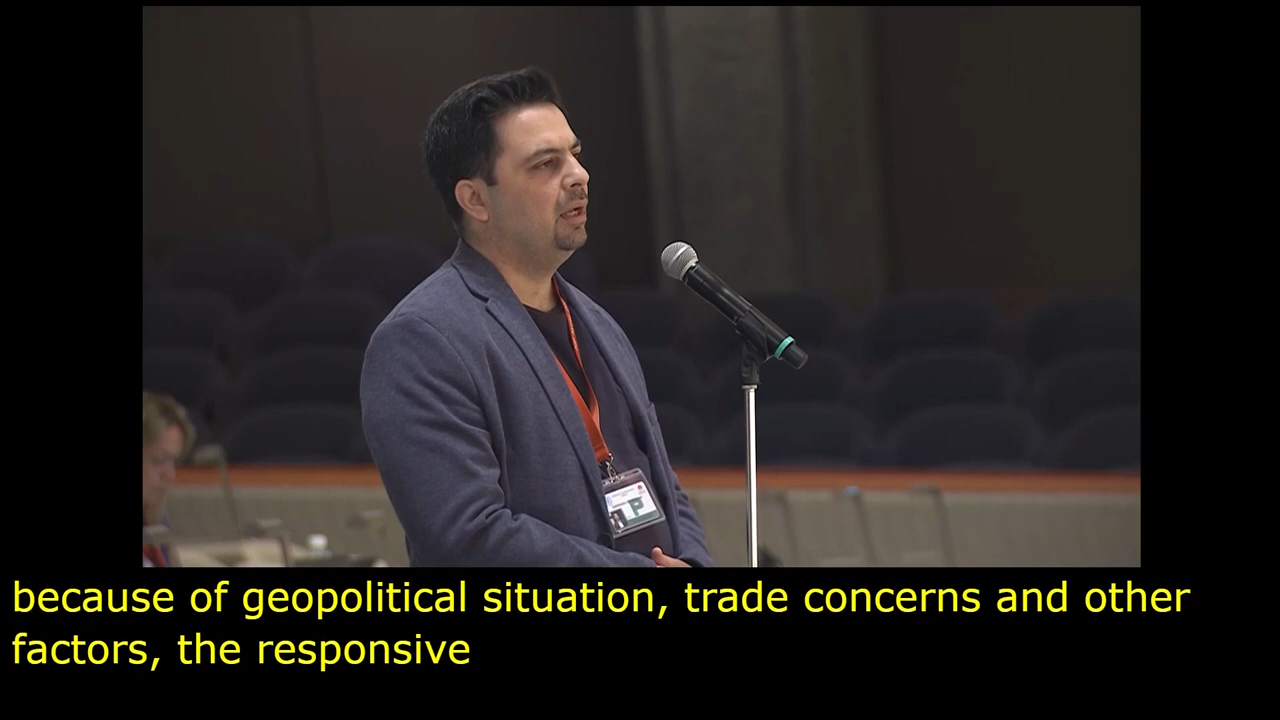 P
because of geopolitical situation, trade concerns and other
factors, the responsive